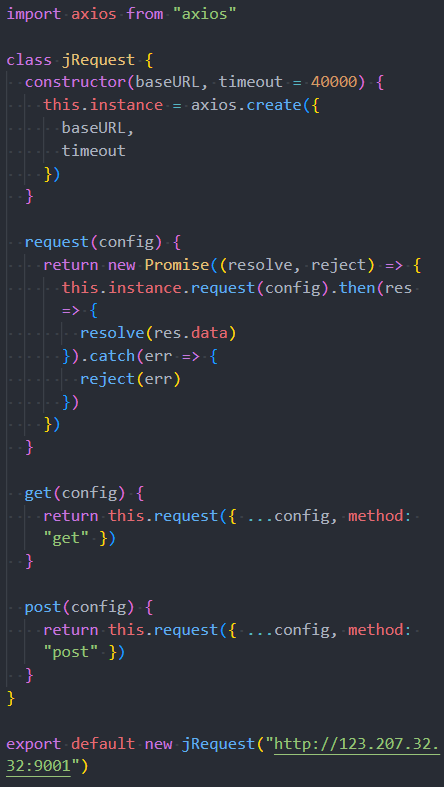 import axios from "axios"
class jRequest {
constructor(baseURL, timeout = 40000) {
this.instance = axios.create({
baseURL,
timeout
})
}
request(config) {
return new Promise((resolve, reject) => {
this.instance.request(config).then(res
=> {
resolve(res.data)
}).catch(err => {
reject(err)
})
})
}
get(config) {
return this.request({ ...config, method:
"get" })
}
post(config) {
return this.request({ ...config, method:
"post" })
}
}
export default new jRequest("http://123.207.32.
32:9001")